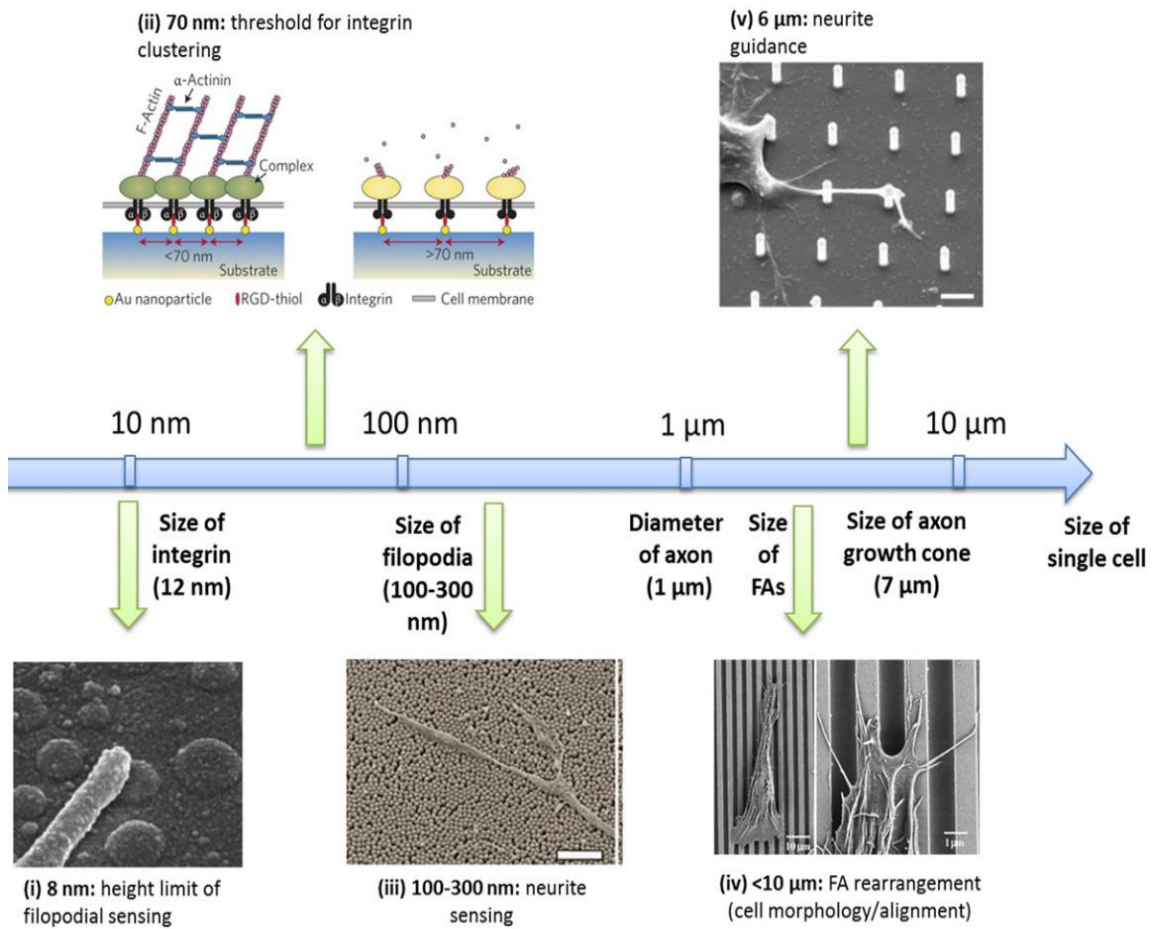 (ii) 70 nm: threshold for integrin
clustering
α-Actinin
F-Actin
Complex
α β α β α β α β
<70 nm
>70 nm
Substrate
Substrate
Au nanoparticle
RGD-thiol
α β Integrin
Cell membrane
(v) 6 µm: neurite
guidance
10 nm
100 nm
1 µm
10 µm
Size of
integrin
(12 nm)
Size of
filopodia
(100-300
nm)
Diameter
of axon
(1 µm)
Size
of
FAs
Size of axon
growth cone
(7 µm)
Size of
single cell
10 µm
1 µm
(i) 8 nm: height limit of
filopodial sensing
(iii) 100-300 nm: neurite
sensing
(iv) <10 µm: FA rearrangement
(cell morphology/alignment)